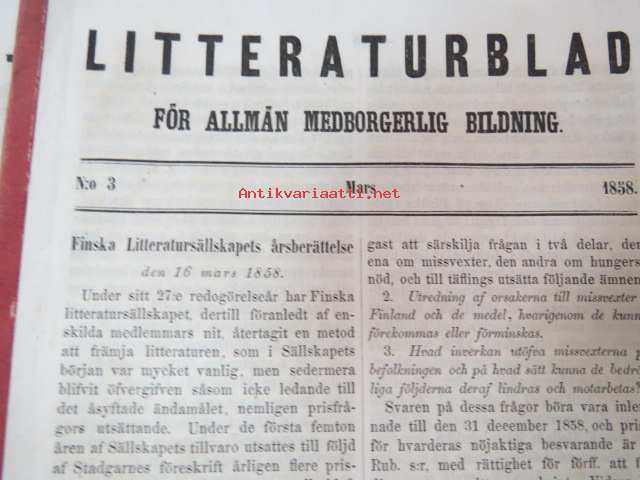 LITTERATURBLAD
FÖR ALLMÄN MEDBORGERLIG BILDNING.
N:o 3 Mars 1858.
Antikvariaatti.net
Finska Litteratursällskapets årsberättelse
den 16 mars 1858.
Under sitt 27:e redogörelseår har Finska
litteratursällskapet, dertill föranledt af en-
skilda medlemmars nit, återtagit en metod
att främja litteraturen, som i Sällskapets
början var mycket vanlig, men sedermera
blifvit öfvergifven såsom icke ledande till
det åsyftade ändamålet, nemligen prisfrå-
gors utsättande. Under de första femton
åren af Sällskapets tillvaro utsattes till följd
af Stadgarnes föreskrift årligen flere pris-
gast att särskilja frågan i två delar, den
ena om missvexter, den andra om hungers
nöd, och till täflings utsätta följande ämnen
2. Utredning af orsakerna till missvexter
Finland och de medel, hvarigenom de kunn
förekommas eller förminskas.
3. Hvad inverkan utöfva missvexterna p
befolkningen och på hvad sätt kunna de bedrö
liga följderna deraf lindras och motarbetas?
Svaren på dessa frågor böra vara inle
nade till den 31 december 1858, och pri
för hvarderas nöjaktiga besvarande är
Rub. s:r, med rättighet för förff. att f